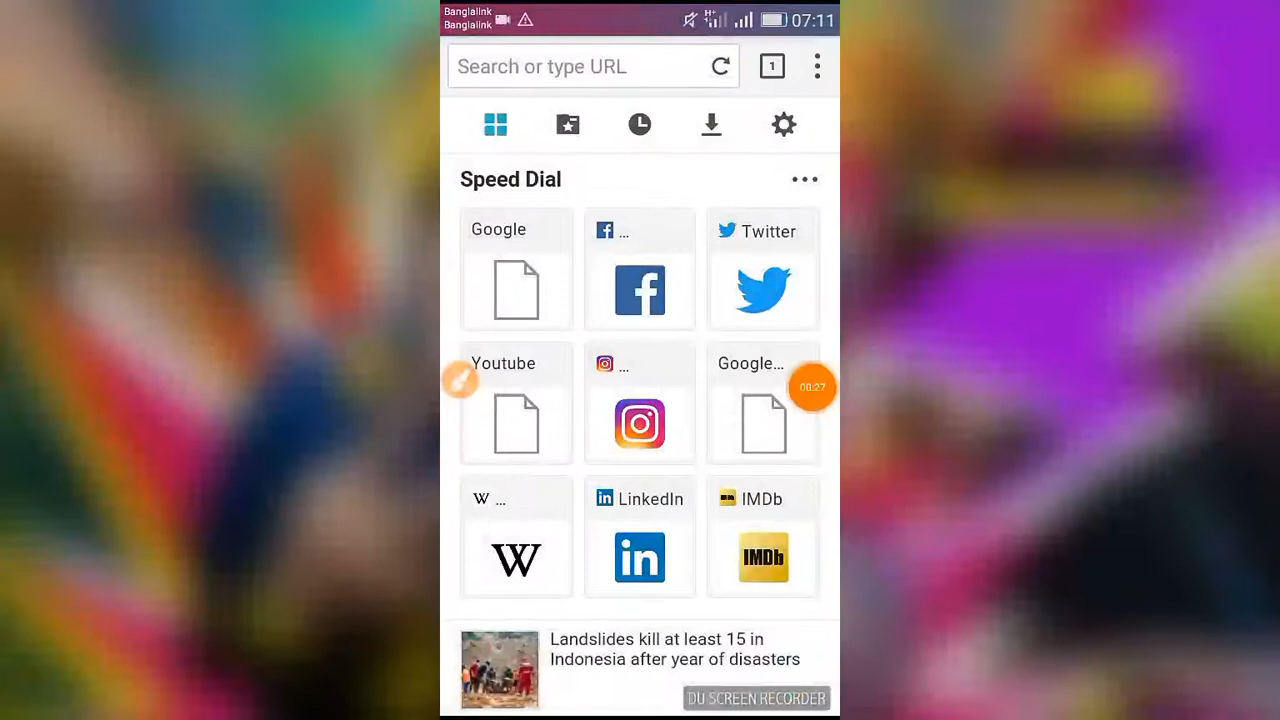 Banglalink
Banglalink
07:11
Search or type URL
1
Speed Dial
Google
...
Twitter
Youtube
...
Google...
00:27
W ...
LinkedIn
IMDb
W
in
IMDb
Landslides kill at least 15 in
Indonesia after year of disasters
DU SCREEN RECORDER